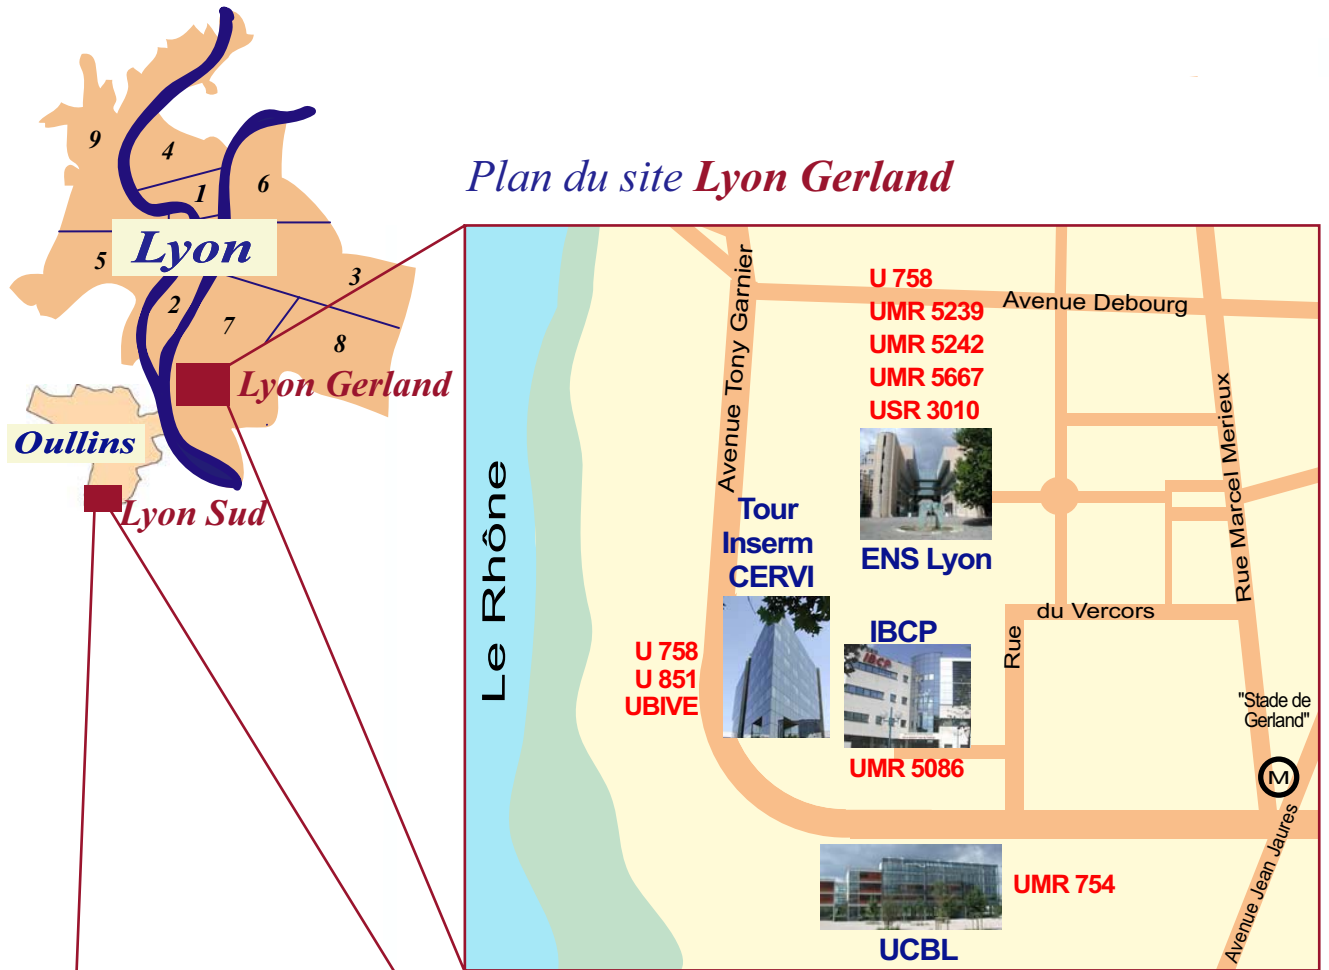 9
4
1
6
Lyon
5
3
2
7
8
Lyon Gerland
Oullins
Lyon Sud
Plan du site Lyon Gerland
Le Rhône
Avenue Tony Garnier
Avenue Debourg
U 758
UMR 5239
UMR 5242
UMR 5667
USR 3010
ENS Lyon
Rue Marcel Merieux
Tour
Inserm
CERVI
U 758
U 851
UBIVE
IBCP
IBCP
UMR 5086
Rue
du Vercors
"Stade de
Gerland"
M
Avenue Jean Jaures
UMR 754
UCBL